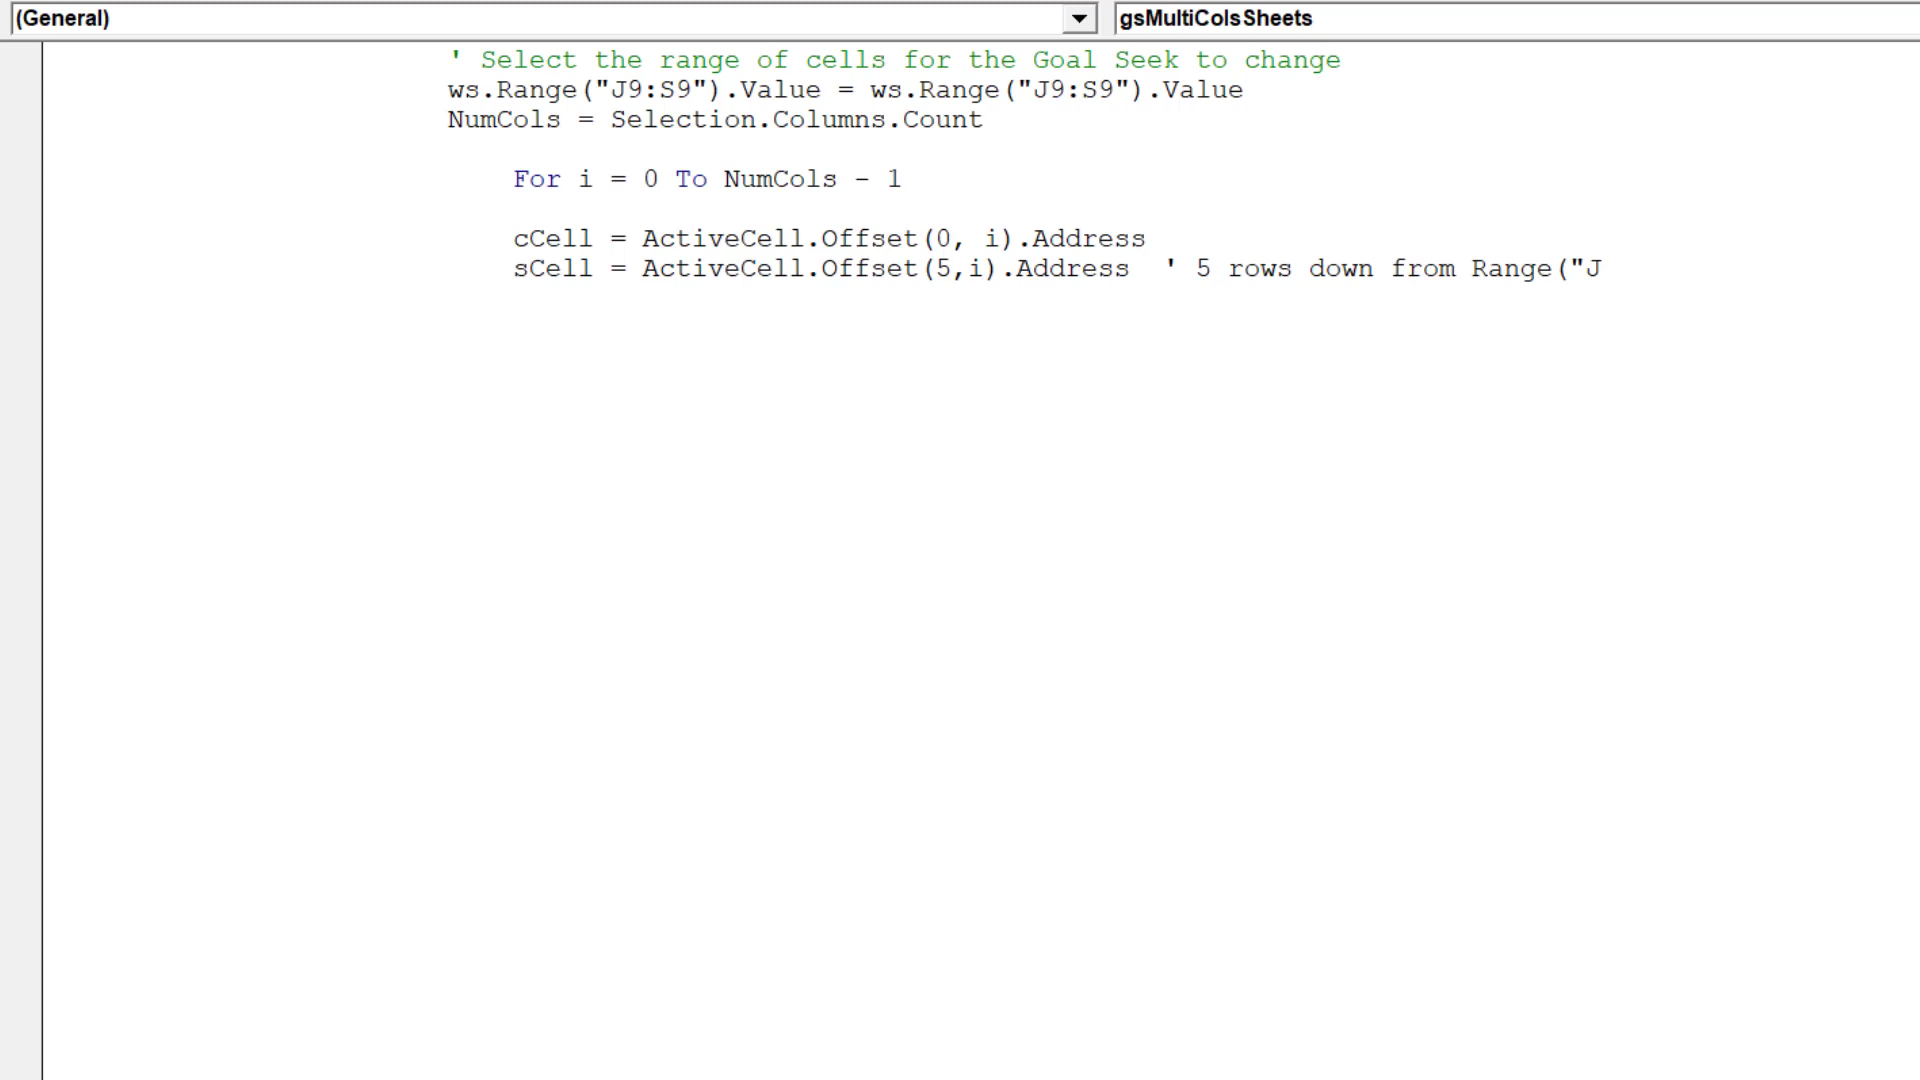 (General)
gsMultiColsSheets
' Select the range of cells for the Goal Seek to change
ws.Range("J9:S9").Value = ws.Range("J9:S9").Value
NumCols = Selection.Columns.Count
For i = 0 To NumCols - 1
cCell = ActiveCell.Offset(0, i).Address
sCell = ActiveCell.Offset(5,i).Address  ' 5 rows down from Range("J